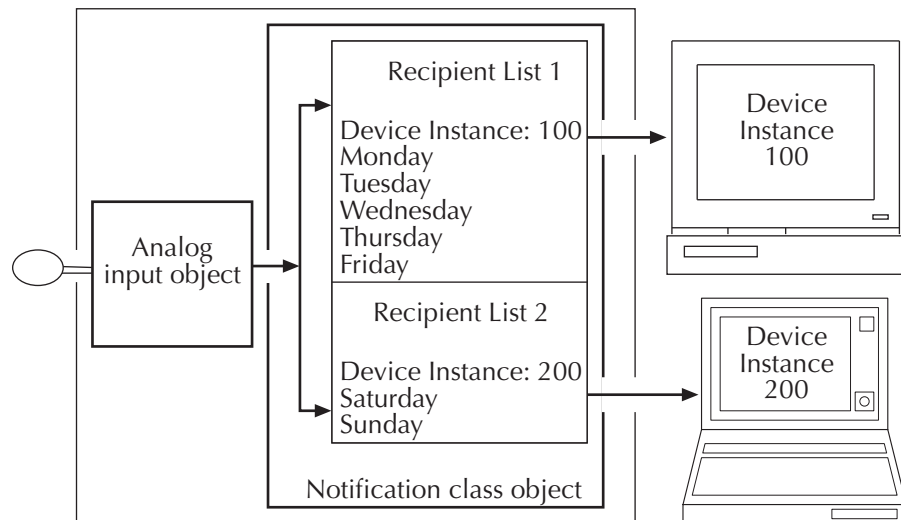 Recipient List 1
Device Instance: 100
Monday
Tuesday
Wednesday
Thursday
Friday
Device
Instance
100
Analog
input object
Recipient List 2
Device Instance: 200
Saturday
Sunday
Device
Instance
200
Notification class object